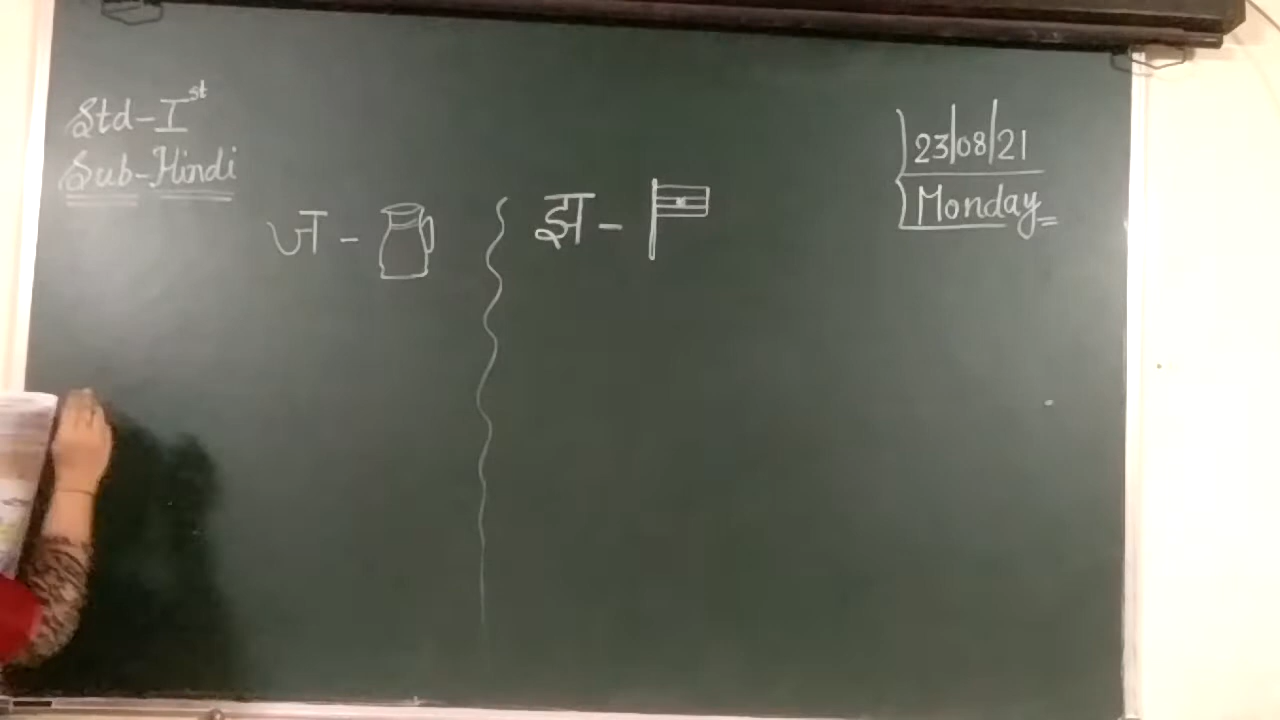 Std-Ist
Sub-Hindi
ज -
झ -
23/08/21
Monday